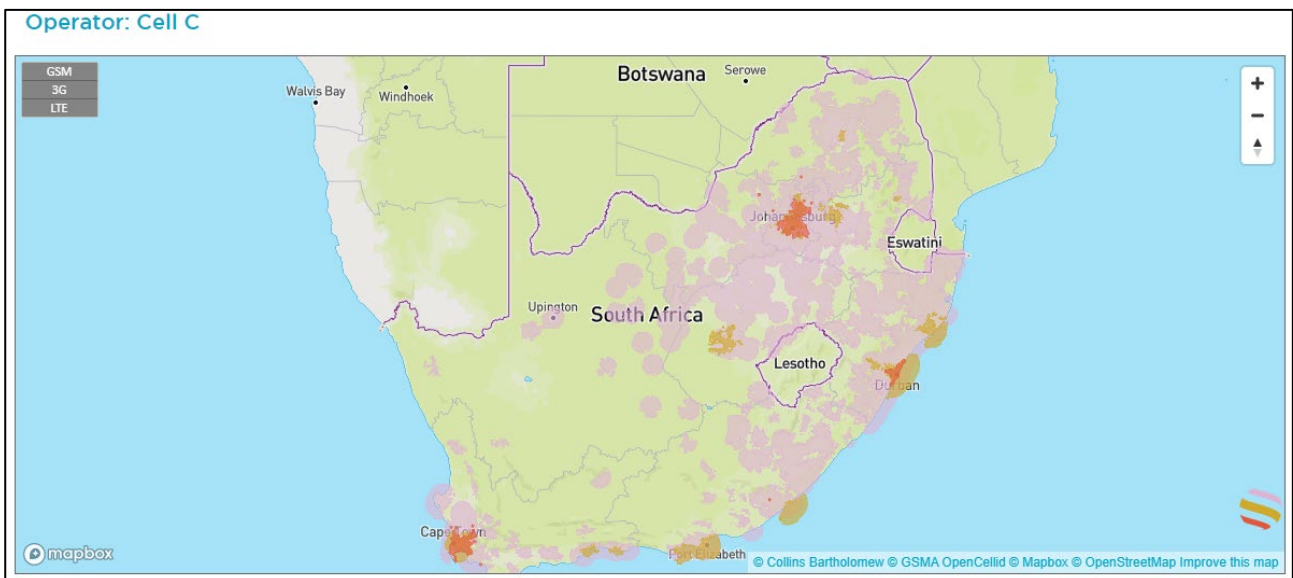 Operator: Cell C
GSM
3G
LTE
Botswana
Serowe
Walvis Bay
Windhoek
+
−
Johannesburg
Eswatini
Upington
South Africa
Lesotho
Durban
Cape Town
Port Elizabeth
mapbox
© Collins Bartholomew © GSMA OpenCellid © Mapbox © OpenStreetMap Improve this map